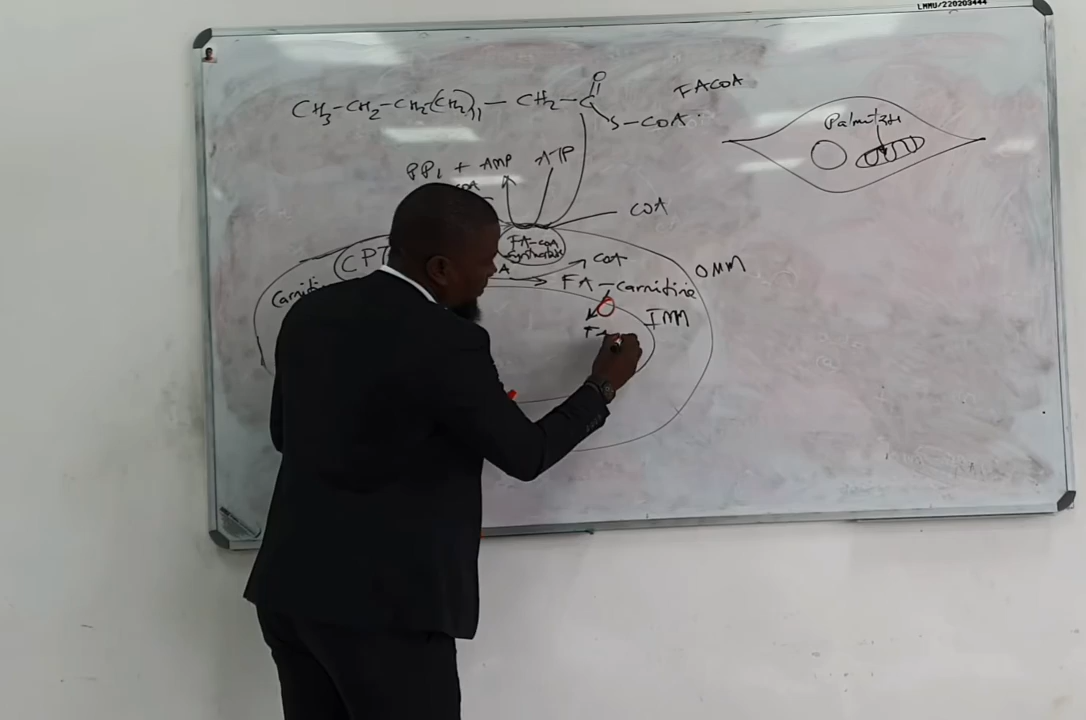 LMMU/220203444
CH3-CH2-CH2(CH2)11-CH2-C
O
S-COA
FACOA
Palmitate
PPi + AMP
ATP
COA
FA-COA
synthetase
CPT
COA
Carnitine
FA-carnitine
OMM
IMM